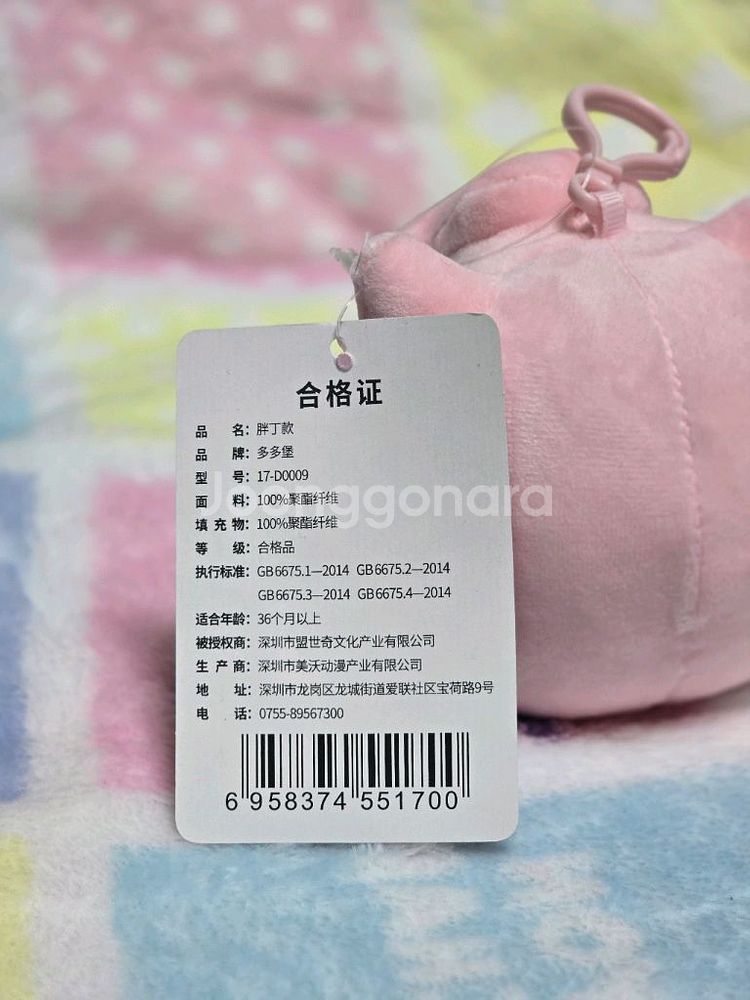 合格证
品 名：胖丁款
品 牌：多多堡
型 号：17-D0009
面 料：100%聚酯纤维
Joonggonara
填 充 物：100%聚酯纤维
等 级：合格品
执行标准：GB6675.1—2014 GB6675.2—2014
GB6675.3—2014 GB6675.4—2014
适合年龄：36个月以上
被授权商：深圳市盟世奇文化产业有限公司
生 产 商：深圳市美沃动漫产业有限公司
地 址：深圳市龙岗区龙城街道爱联社区宝荷路9号
电 话：0755-89567300
6 958374 551700